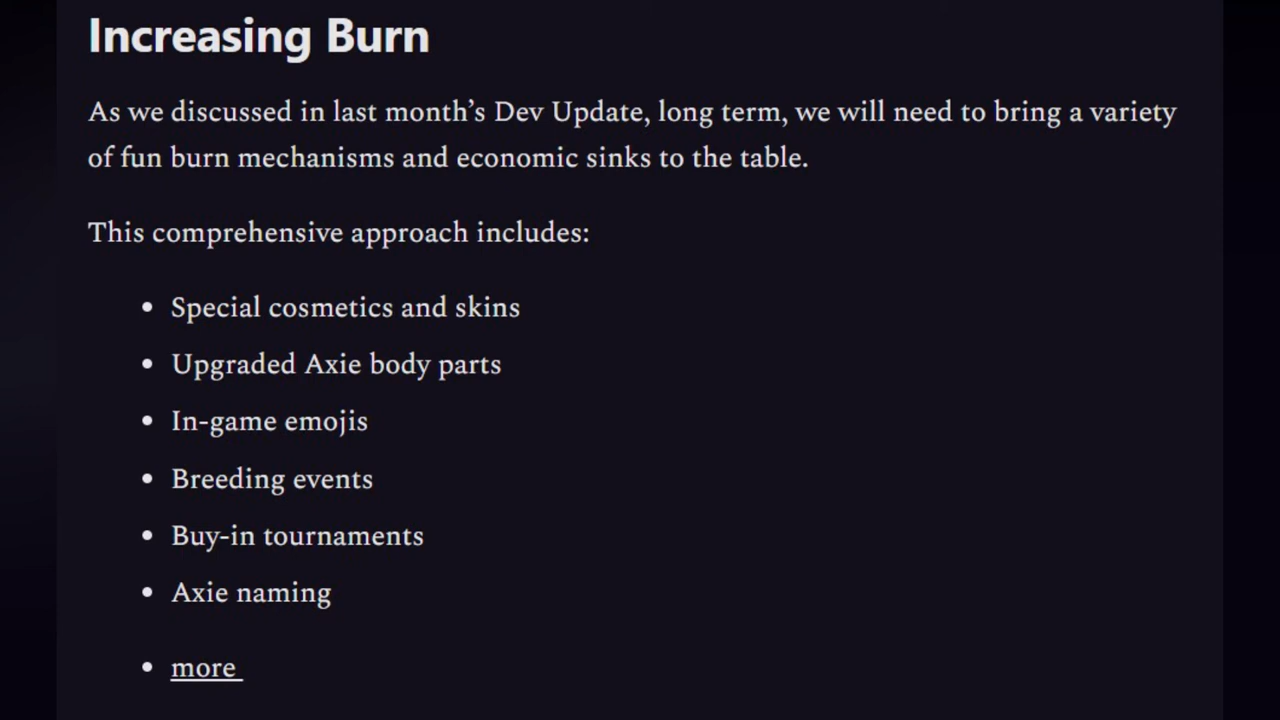 Increasing Burn
As we discussed in last month’s Dev Update, long term, we will need to bring a variety
of fun burn mechanisms and economic sinks to the table.
This comprehensive approach includes:
• Special cosmetics and skins
• Upgraded Axie body parts
• In-game emojis
• Breeding events
• Buy-in tournaments
• Axie naming
• more